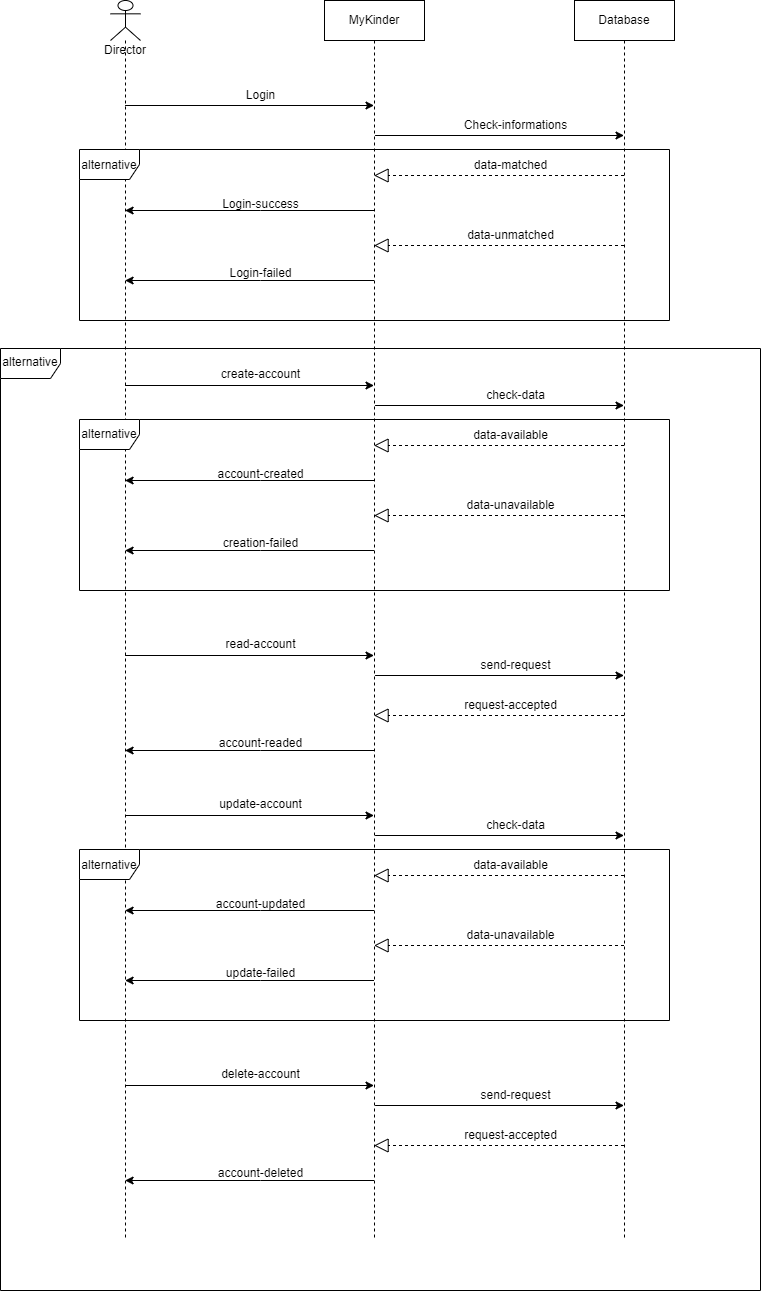 Director
MyKinder
Database
Login
Check-informations
alternative
data-matched
Login-success
data-unmatched
Login-failed
alternative
create-account
check-data
alternative
data-available
account-created
data-unavailable
creation-failed
read-account
send-request
request-accepted
account-readed
update-account
check-data
alternative
data-available
account-updated
data-unavailable
update-failed
delete-account
send-request
request-accepted
account-deleted